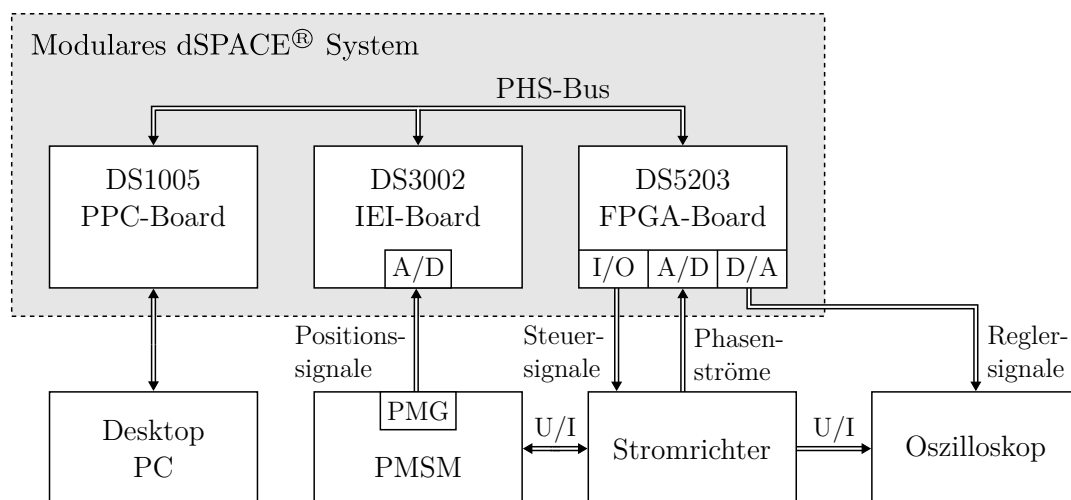 Modulares dSPACE® System
PHS-Bus
DS1005
PPC-Board
DS3002
IEI-Board
A/D
DS5203
FPGA-Board
I/O
A/D
D/A
Positions-
signale
Steuer-
signale
Phasen-
ströme
Regler-
signale
Desktop
PC
PMG
PMSM
U/I
Stromrichter
U/I
Oszilloskop